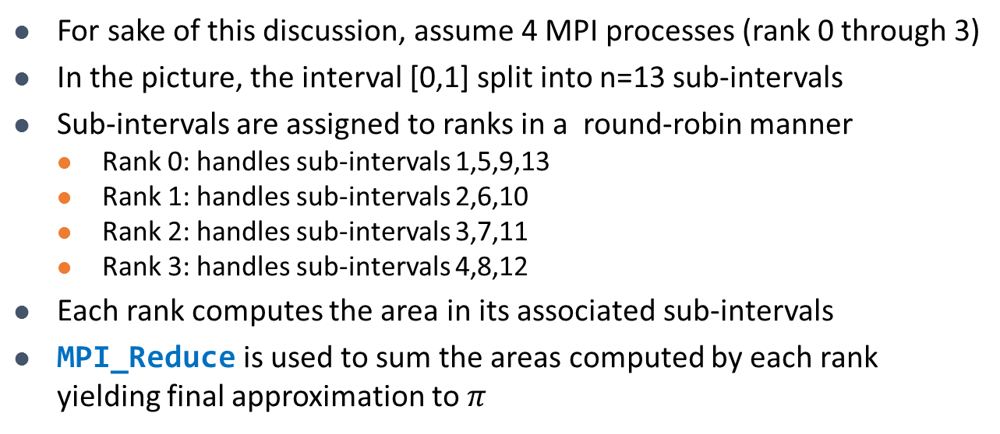 For sake of this discussion, assume 4 MPI processes (rank 0 through 3)
In the picture, the interval [0,1] split into n=13 sub-intervals
Sub-intervals are assigned to ranks in a round-robin manner
Rank 0: handles sub-intervals 1,5,9,13
Rank 1: handles sub-intervals 2,6,10
Rank 2: handles sub-intervals 3,7,11
Rank 3: handles sub-intervals 4,8,12
Each rank computes the area in its associated sub-intervals
MPI_Reduce is used to sum the areas computed by each rank
yielding final approximation to π